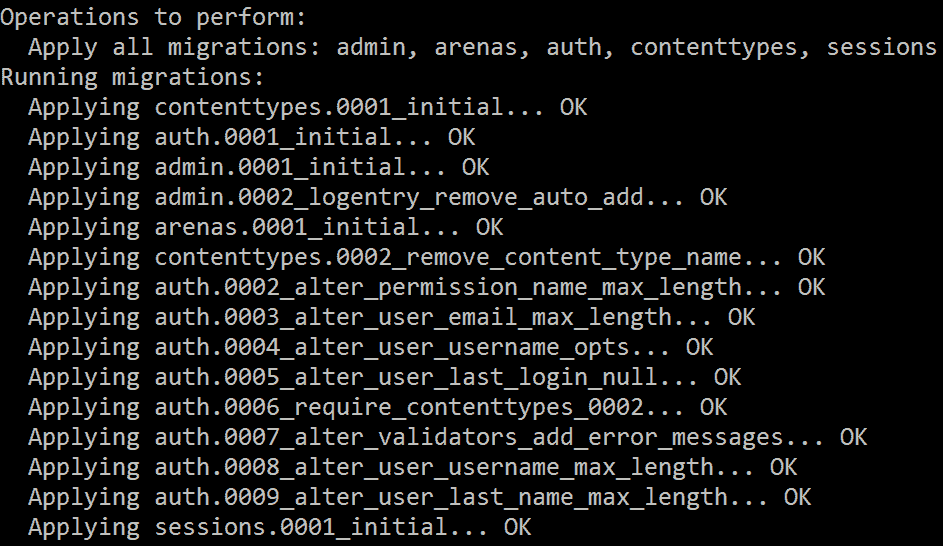 Operations to perform:
  Apply all migrations: admin, arenas, auth, contenttypes, sessions
Running migrations:
  Applying contenttypes.0001_initial... OK
  Applying auth.0001_initial... OK
  Applying admin.0001_initial... OK
  Applying admin.0002_logentry_remove_auto_add... OK
  Applying arenas.0001_initial... OK
  Applying contenttypes.0002_remove_content_type_name... OK
  Applying auth.0002_alter_permission_name_max_length... OK
  Applying auth.0003_alter_user_email_max_length... OK
  Applying auth.0004_alter_user_username_opts... OK
  Applying auth.0005_alter_user_last_login_null... OK
  Applying auth.0006_require_contenttypes_0002... OK
  Applying auth.0007_alter_validators_add_error_messages... OK
  Applying auth.0008_alter_user_username_max_length... OK
  Applying auth.0009_alter_user_last_name_max_length... OK
  Applying sessions.0001_initial... OK